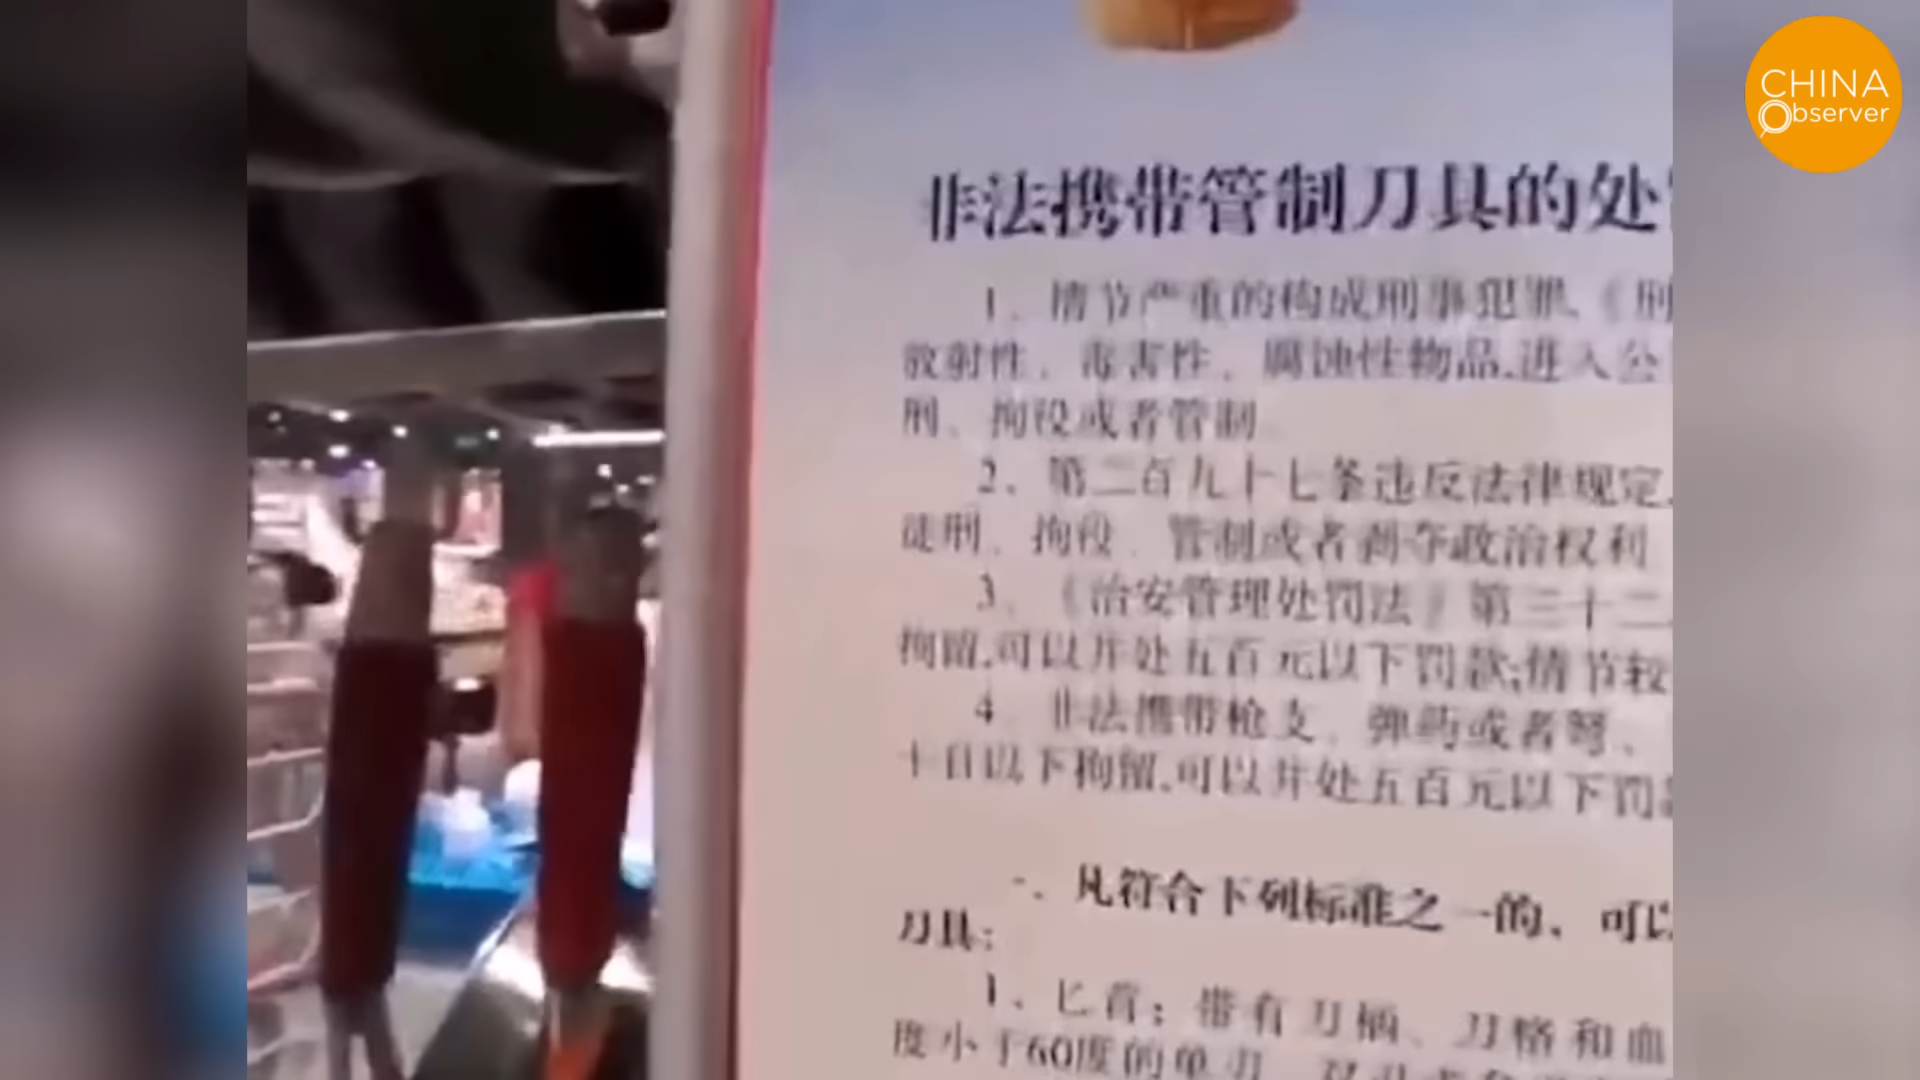 CHINA
Observer
非法携带管制刀具的处
1、情节严重的构成刑事犯罪、《刑
放射性、毒害性、腐蚀性物品,进入公
刑、拘役或者管制
2、第二百九十七条违反法律规定、
徒刑、拘役、管制或者剥夺政治权利
3、《治安管理处罚法》第三十二
拘留,可以并处五百元以下罚款;情节较
4、非法携带枪支、弹药或者弩、
十日以下拘留,可以并处五百元以下罚
一、凡符合下列标准之一的、可以
刀具:
1、匕首:带有刀柄、刀格和血
度小于60度的单刃、双刃